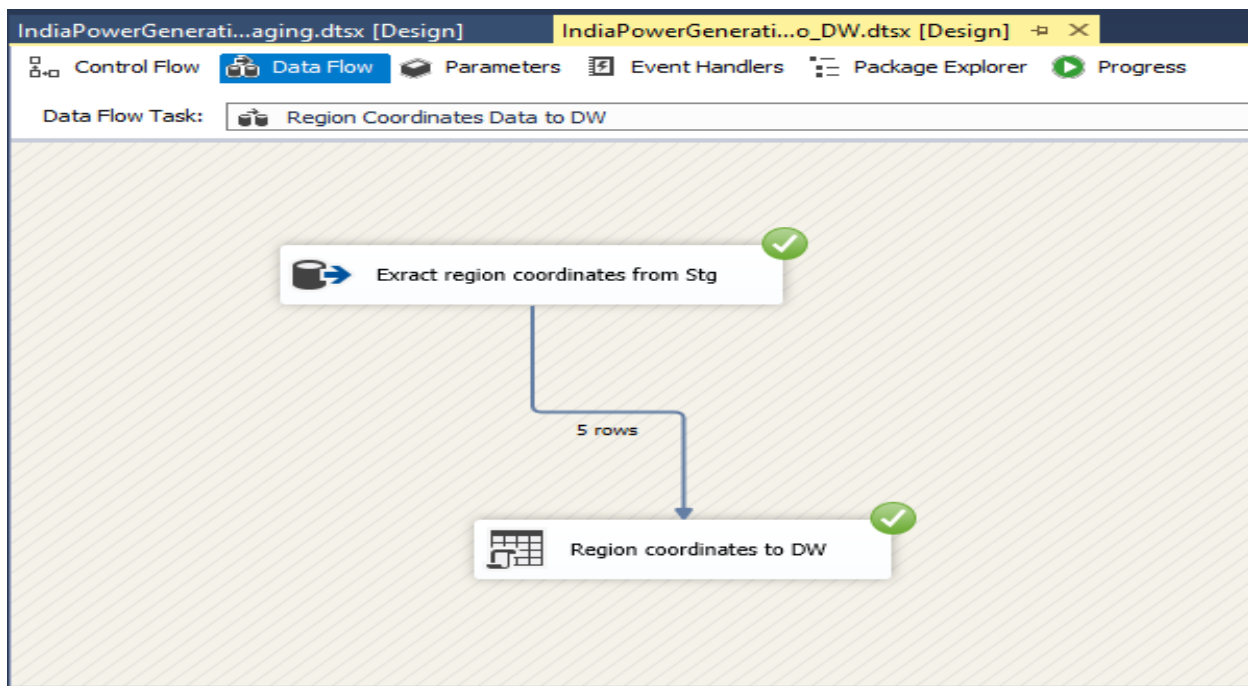 IndiaPowerGenerati...aging.dtsx [Design] IndiaPowerGenerati...o_DW.dtsx [Design]
Control Flow Data Flow Parameters Event Handlers Package Explorer Progress
Data Flow Task: Region Coordinates Data to DW
Exract region coordinates from Stg
5 rows
Region coordinates to DW